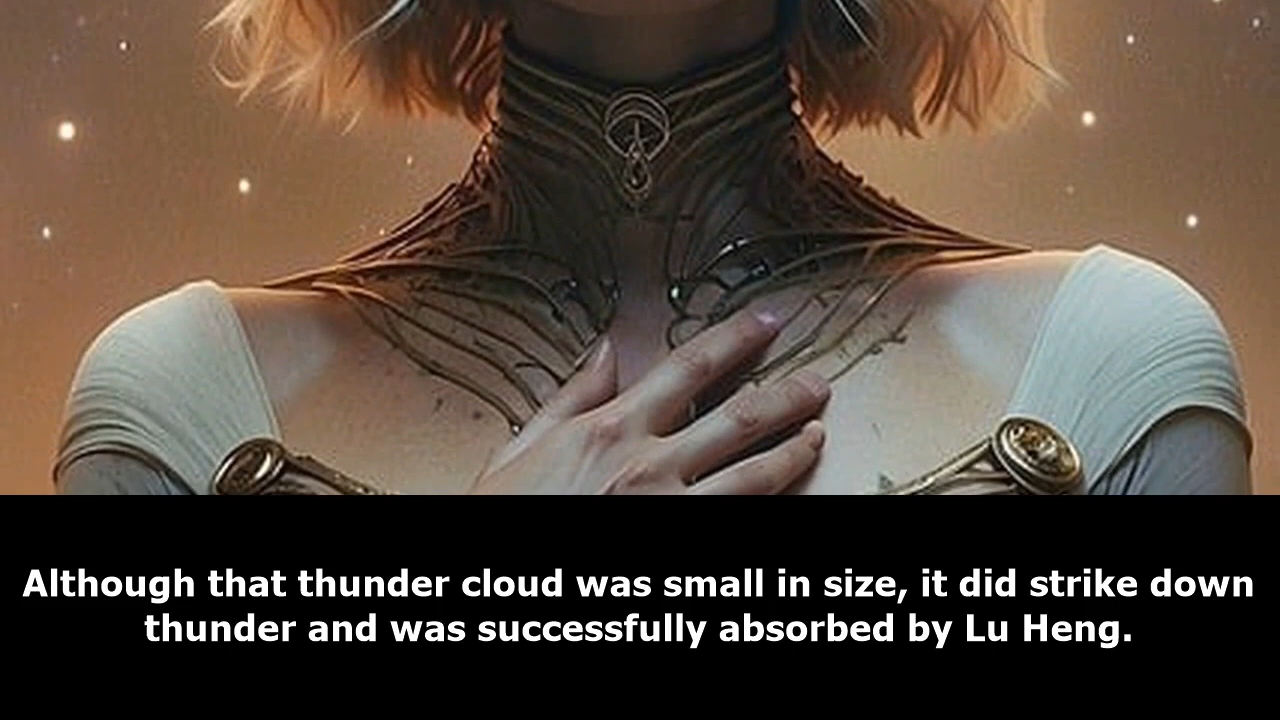 Although that thunder cloud was small in size, it did strike down
thunder and was successfully absorbed by Lu Heng.